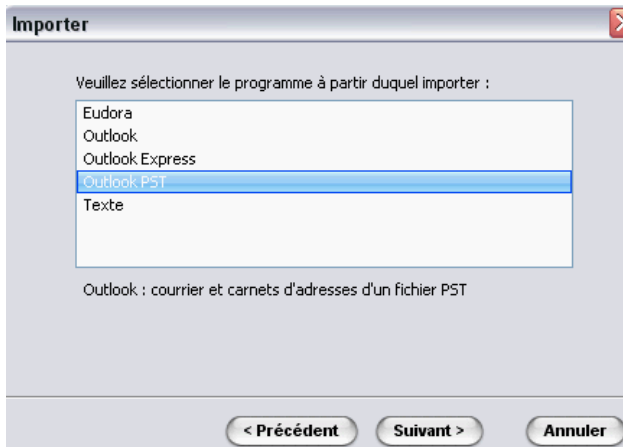 Importer
Veuillez sélectionner le programme à partir duquel importer :
Eudora
Outlook
Outlook Express
Outlook PST
Texte
Outlook : courrier et carnets d'adresses d'un fichier PST
< Précédent Suivant > Annuler